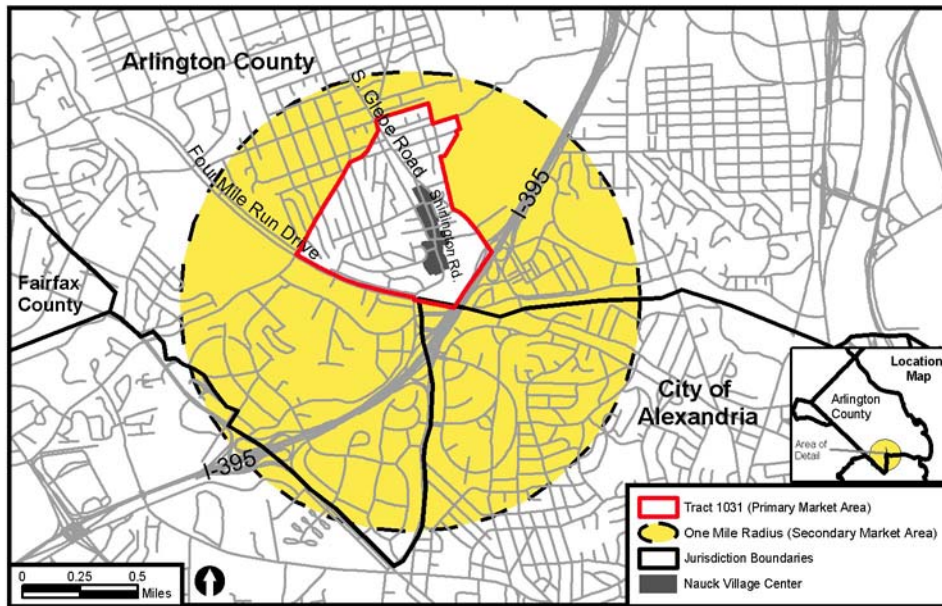 Arlington County
S. Glebe Road
Four Mile Run Drive
Shirlington Rd.
I-395
Fairfax
County
City of
Alexandria
I-395
Location
Map
Arlington
County
Area of
Detail
Tract 1031 (Primary Market Area)
One Mile Radius (Secondary Market Area)
Jurisdiction Boundaries
Nauck Village Center
0 0.25 0.5
Miles